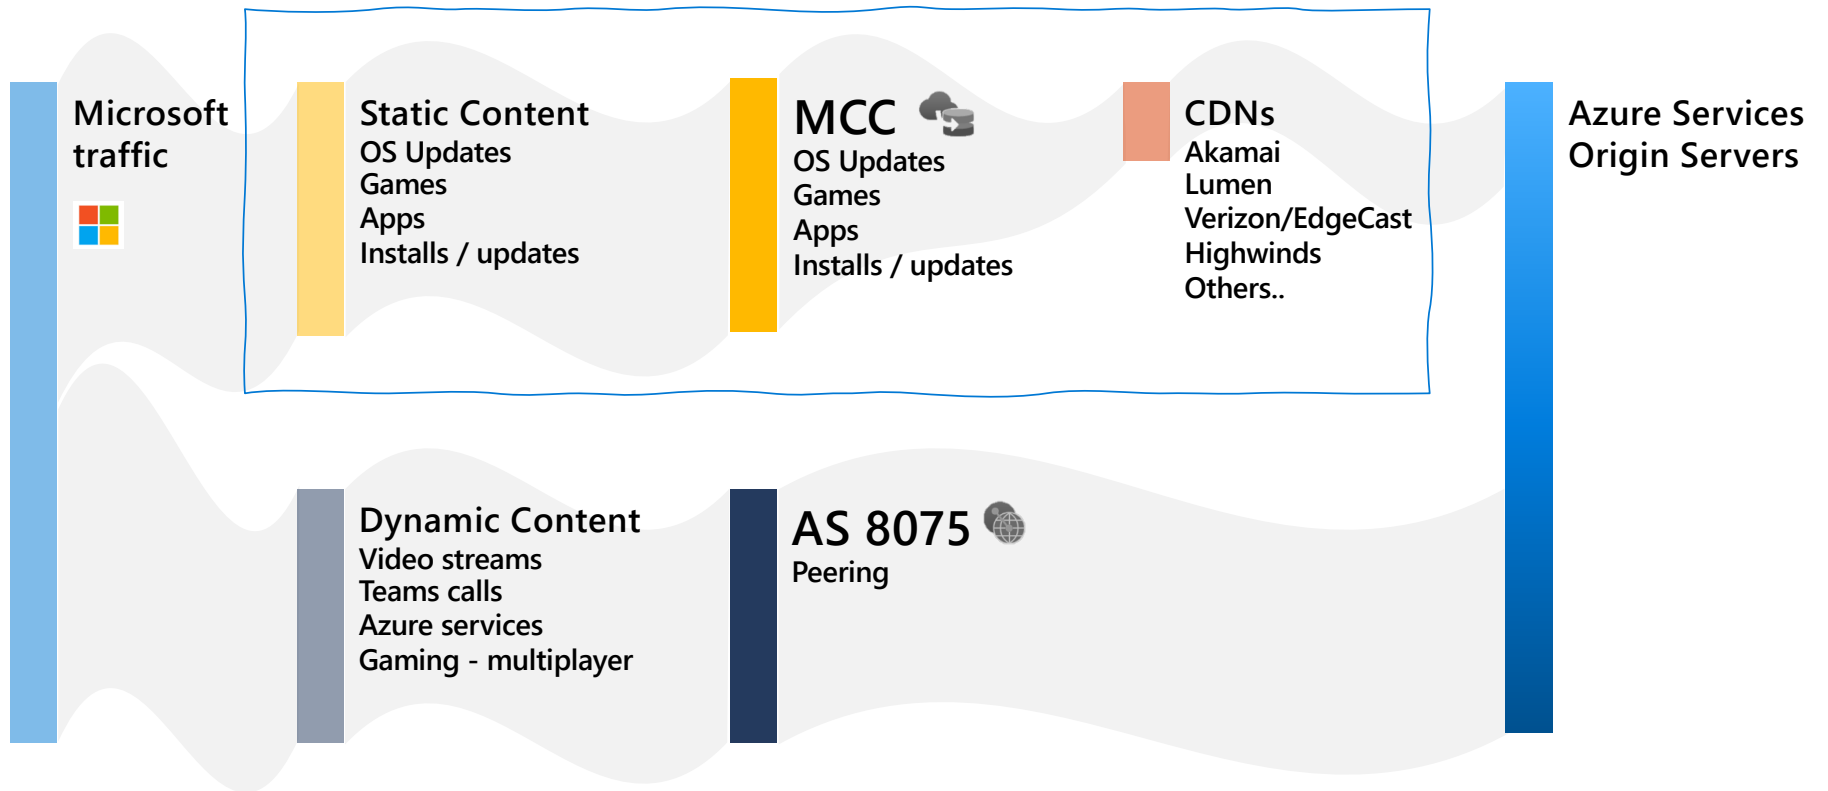 Microsoft
traffic
Static Content
OS Updates
Games
Apps
Installs / updates
MCC
OS Updates
Games
Apps
Installs / updates
CDNs
Akamai
Lumen
Verizon/EdgeCast
Highwinds
Others..
Azure Services
Origin Servers
Dynamic Content
Video streams
Teams calls
Azure services
Gaming - multiplayer
AS 8075
Peering